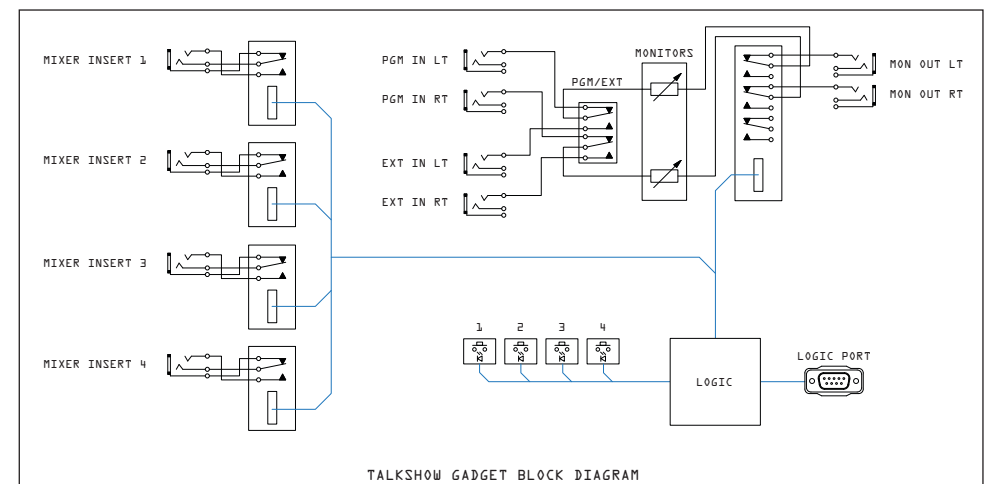 MIXER INSERT 1
MIXER INSERT 2
MIXER INSERT 3
MIXER INSERT 4
PGM IN LT
PGM IN RT
EXT IN LT
EXT IN RT
PGM/EXT
MONITORS
MON OUT LT
MON OUT RT
1 2 3 4
LOGIC
LOGIC PORT
TALKSHOW GADGET BLOCK DIAGRAM